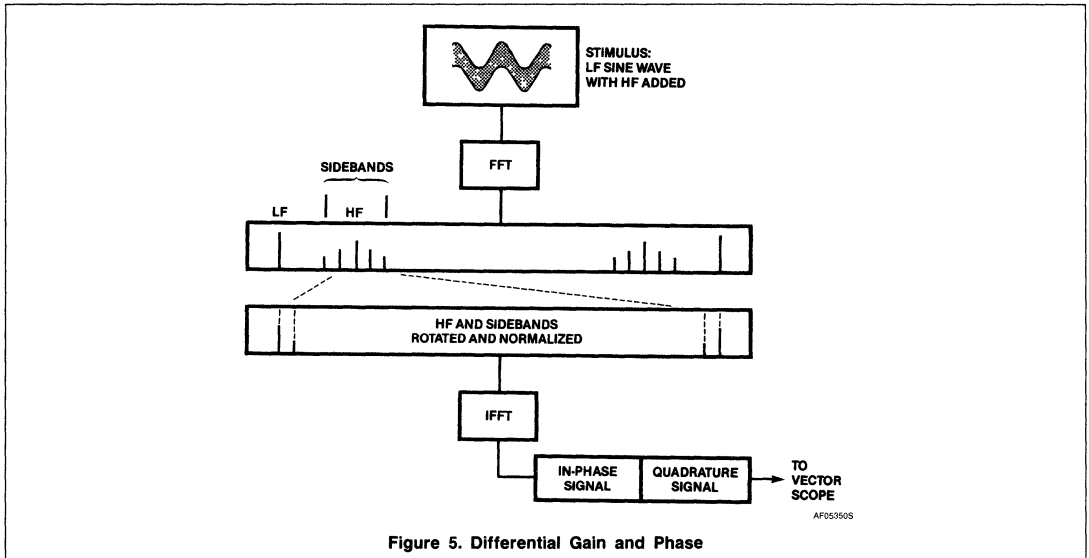 STIMULUS:
LF SINE WAVE
WITH HF ADDED
FFT
SIDEBANDS
LF
HF
HF AND SIDEBANDS
ROTATED AND NORMALIZED
IFFT
IN-PHASE
SIGNAL
QUADRATURE
SIGNAL
TO
VECTOR
SCOPE
AF05350S
Figure 5. Differential Gain and Phase